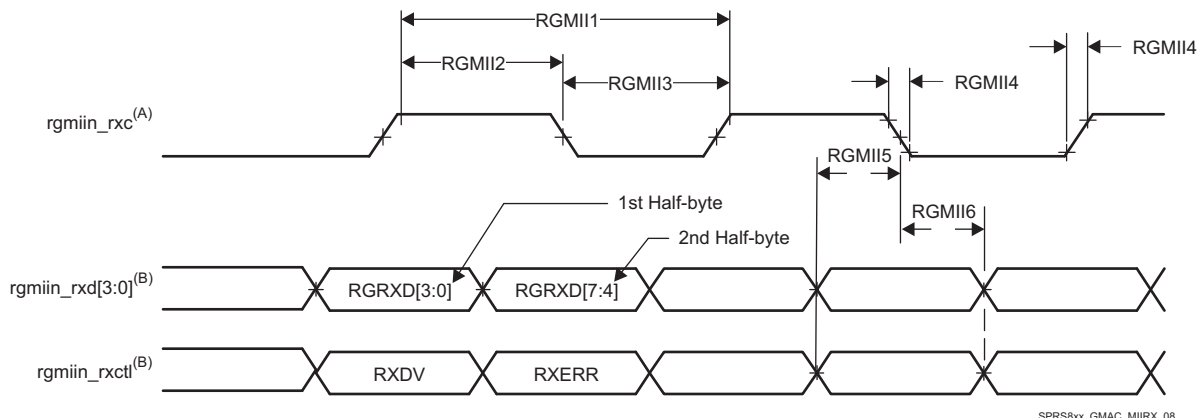 RGMII1
RGMII2
RGMII3
RGMII4
RGMII4
rgmiin_rxc(A)
RGMII5
RGMII6
1st Half-byte
2nd Half-byte
rgmiin_rxd[3:0](B)
RGRXD[3:0]
RGRXD[7:4]
rgmiin_rxctl(B)
RXDV
RXERR
SPRS8xx_GMAC_MIIRX_08